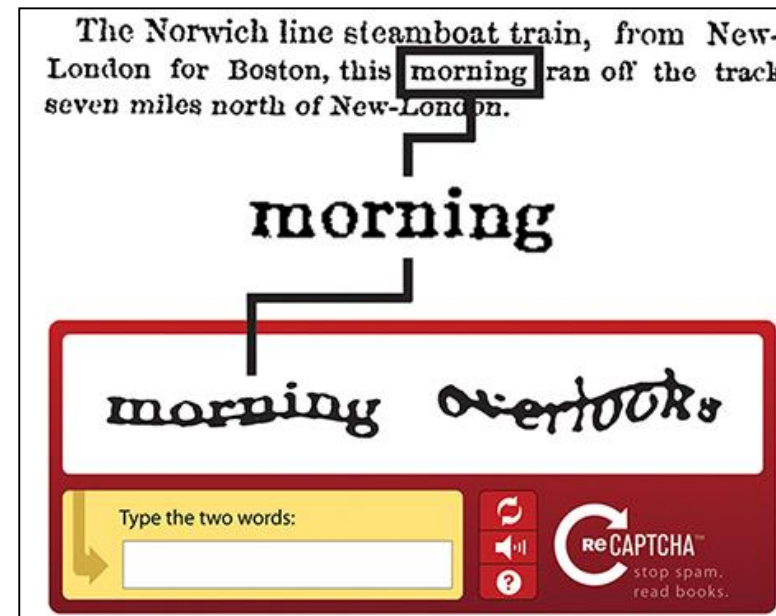 The Norwich line steamboat train, from New-
London for Boston, this morning ran off the track
seven miles north of New-London.
morning
morning overlooks
Type the two words:
ReCAPTCHA™
stop spam.
read books.